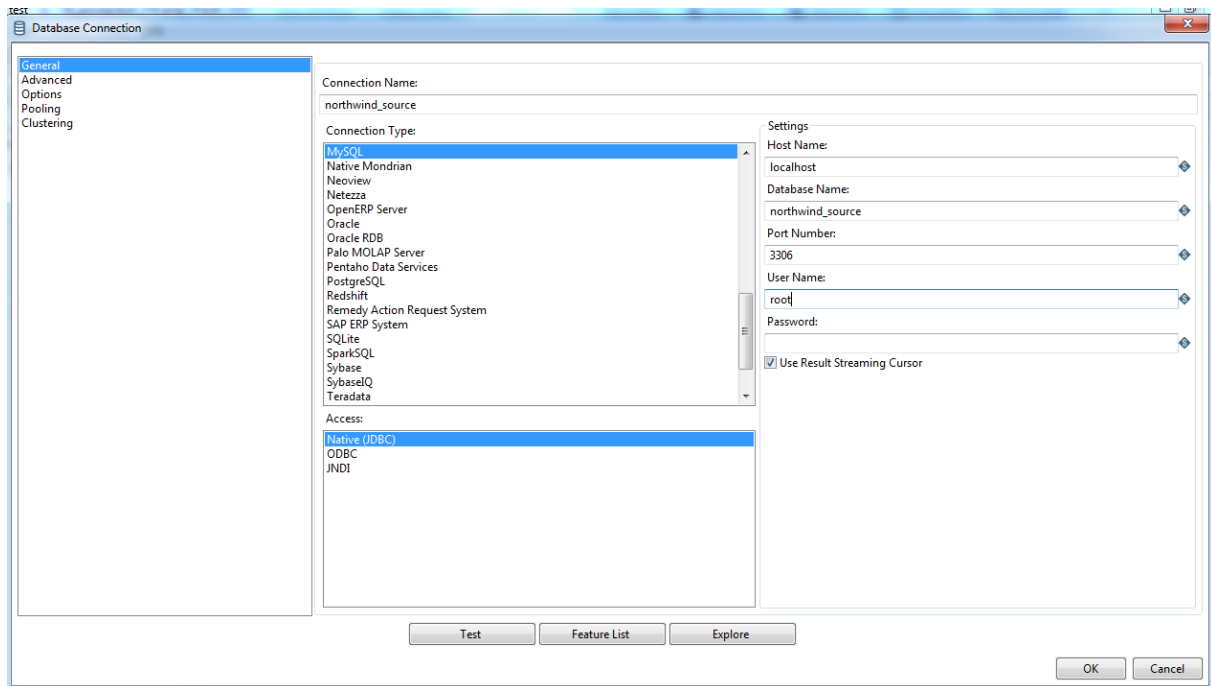 test
Database Connection
General
Advanced
Options
Pooling
Clustering
Connection Name:
northwind_source
Connection Type:
MySQL
Native Mondrian
Neoview
Netezza
OpenERP Server
Oracle
Oracle RDB
Palo MOLAP Server
Pentaho Data Services
PostgreSQL
Redshift
Remedy Action Request System
SAP ERP System
SQLite
SparkSQL
Sybase
SybaseIQ
Teradata
Access:
Native (JDBC)
ODBC
JNDI
Settings
Host Name:
localhost
Database Name:
northwind_source
Port Number:
3306
User Name:
root
Password:
Use Result Streaming Cursor
Test Feature List Explore
OK Cancel